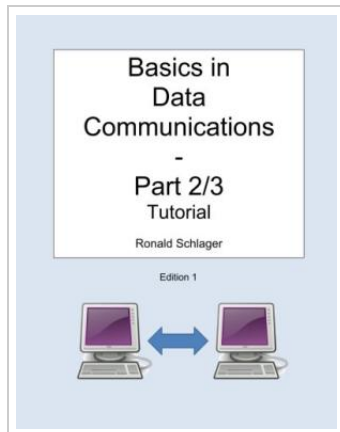 Basics in
Data
Communications
-
Part 2/3
Tutorial
Ronald Schlager
Edition 1